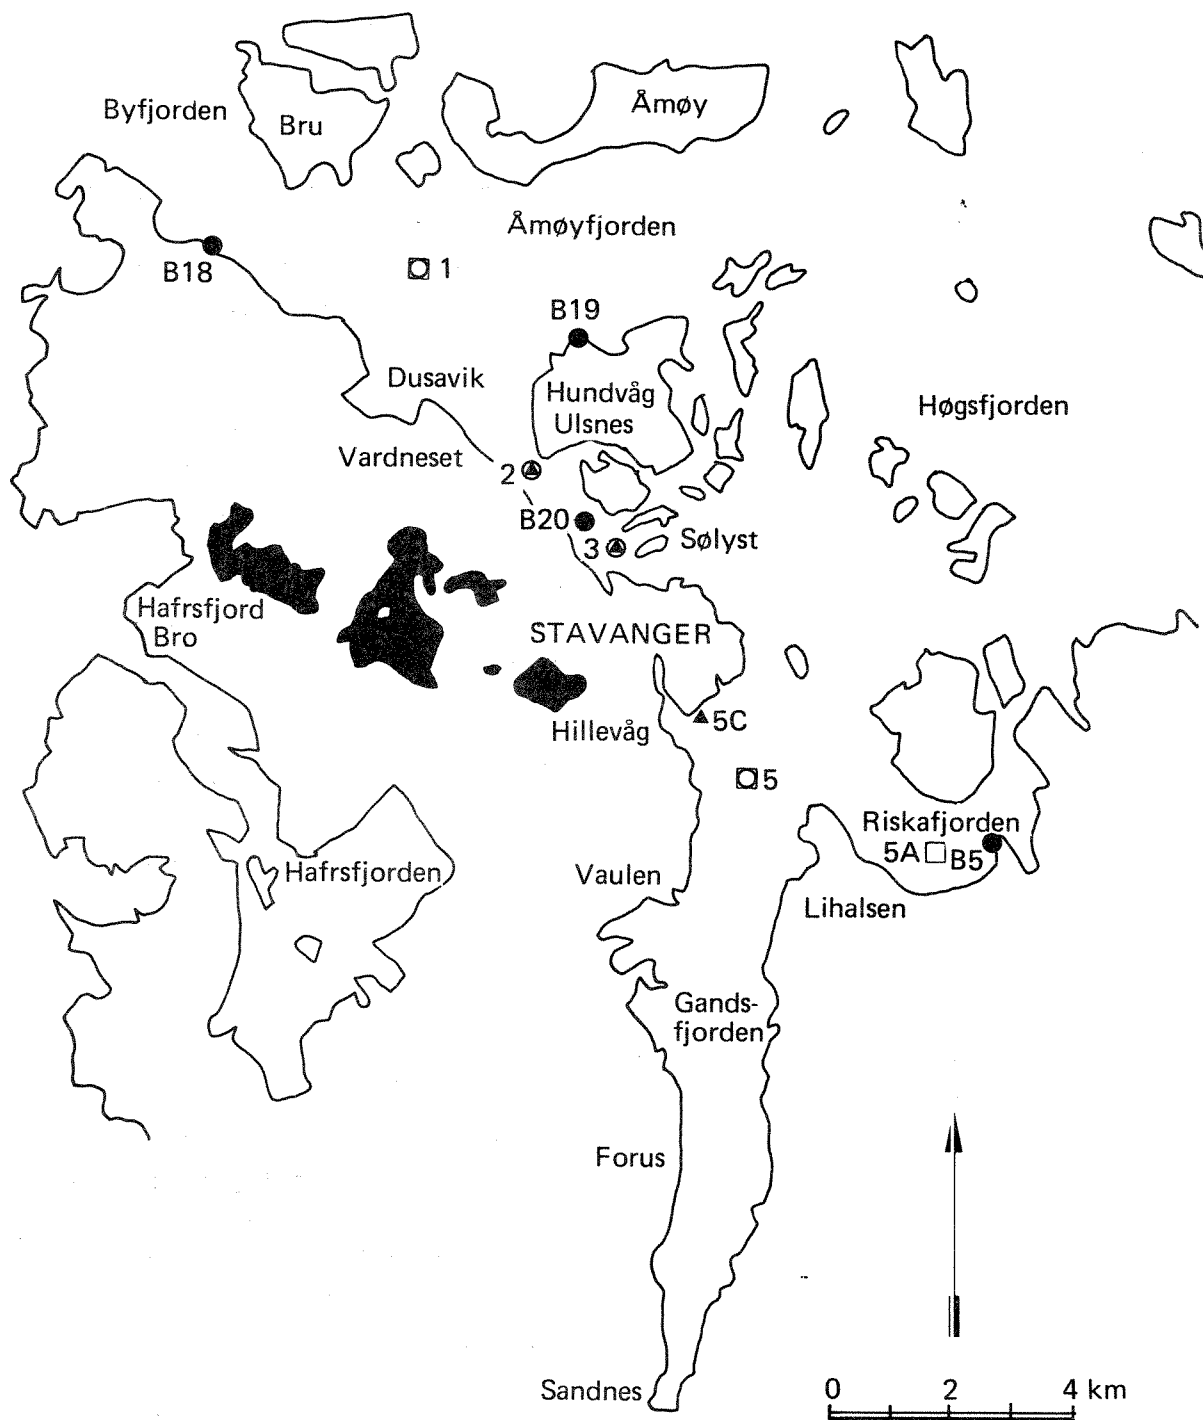 Byfjorden
Bru
Åmøy
Åmøyfjorden
B18
1
B19
Dusavik
Hundvåg
Ulsnes
Høgsfjorden
Vardneset
2
B20
3
Sølyst
Hafrsfjord
Bro
STAVANGER
5C
Hillevåg
5
Riskafjorden
5A
B5
Hafrsfjorden
Vaulen
Lihalsen
Gands-
fjorden
Forus
Sandnes
0 2 4 km